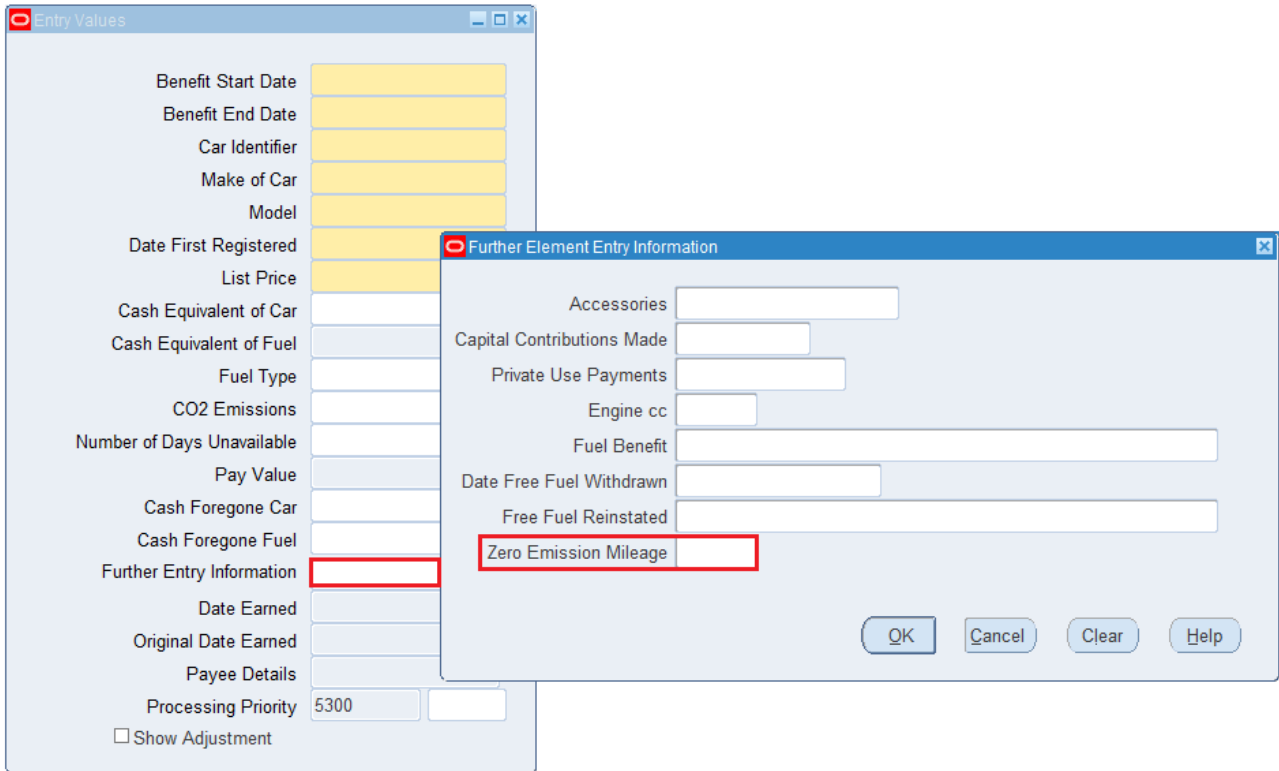 Entry Values
Benefit Start Date
Benefit End Date
Car Identifier
Make of Car
Model
Date First Registered
List Price
Cash Equivalent of Car
Cash Equivalent of Fuel
Fuel Type
CO2 Emissions
Number of Days Unavailable
Pay Value
Cash Foregone Car
Cash Foregone Fuel
Further Entry Information
Date Earned
Original Date Earned
Payee Details
Processing Priority 5300
Show Adjustment
Further Element Entry Information
Accessories
Capital Contributions Made
Private Use Payments
Engine cc
Fuel Benefit
Date Free Fuel Withdrawn
Free Fuel Reinstated
Zero Emission Mileage
OK Cancel Clear Help